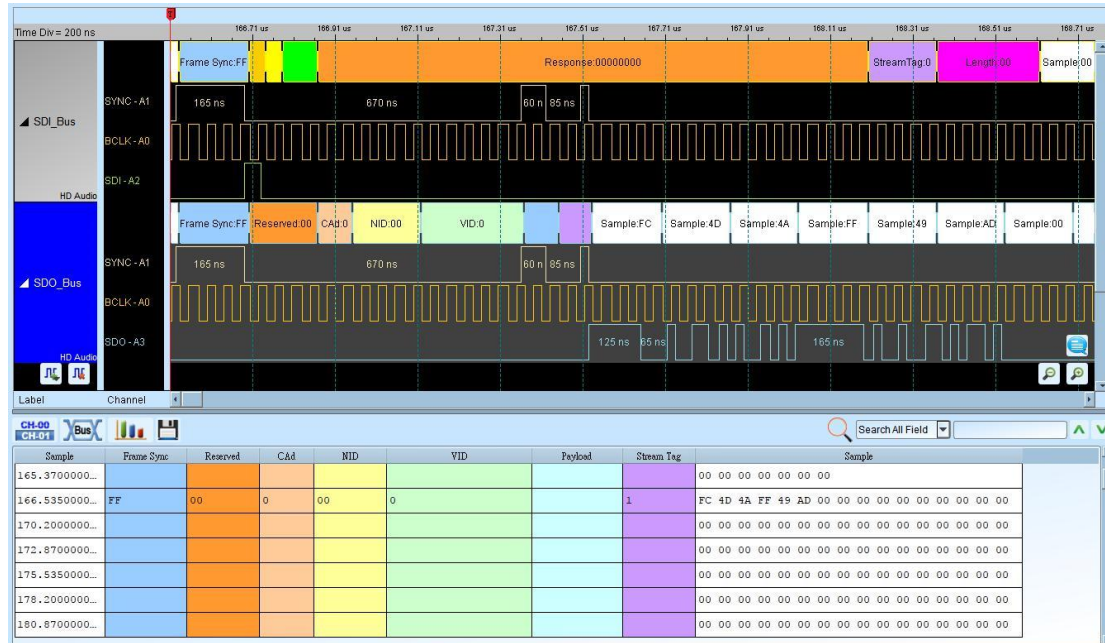 T
Time Div = 200 ns 166.71 us 166.91 us 167.11 us 167.31 us 167.51 us 167.71 us 167.91 us 168.11 us 168.31 us 168.51 us 168.71 us
Frame Sync:FF Response:00000000 StreamTag:0 Length:00 Sample:00
SYNC - A1 165 ns 670 ns 60 n 85 ns
SDI_Bus
BCLK - A0
SDI - A2
HD Audio
Frame Sync:FF Reserved:00 CAd:0 NID:00 VID:0 Sample:FC Sample:4D Sample:4A Sample:FF Sample:49 Sample:AD Sample:00
SYNC - A1 165 ns 670 ns 60 n 85 ns
SDO_Bus
BCLK - A0
SDO - A3 125 ns 65 ns 165 ns
HD Audio
Label Channel
CH-00
CH-01 Bus Search All Field
Sample Frame Sync Reserved CAd NID VID Payload Stream Tag Sample
165.3700000... 00 00 00 00 00 00 00
166.5350000... FF 00 0 00 0 1 FC 4D 4A FF 49 AD 00 00 00 00 00 00 00 00 00 00
170.2000000... 00 00 00 00 00 00 00 00 00 00 00 00 00 00 00 00
172.8700000... 00 00 00 00 00 00 00 00 00 00 00 00 00 00 00 00
175.5350000... 00 00 00 00 00 00 00 00 00 00 00 00 00 00 00 00
178.2000000... 00 00 00 00 00 00 00 00 00 00 00 00 00 00 00 00
180.8700000... 00 00 00 00 00 00 00 00 00 00 00 00 00 00 00 00